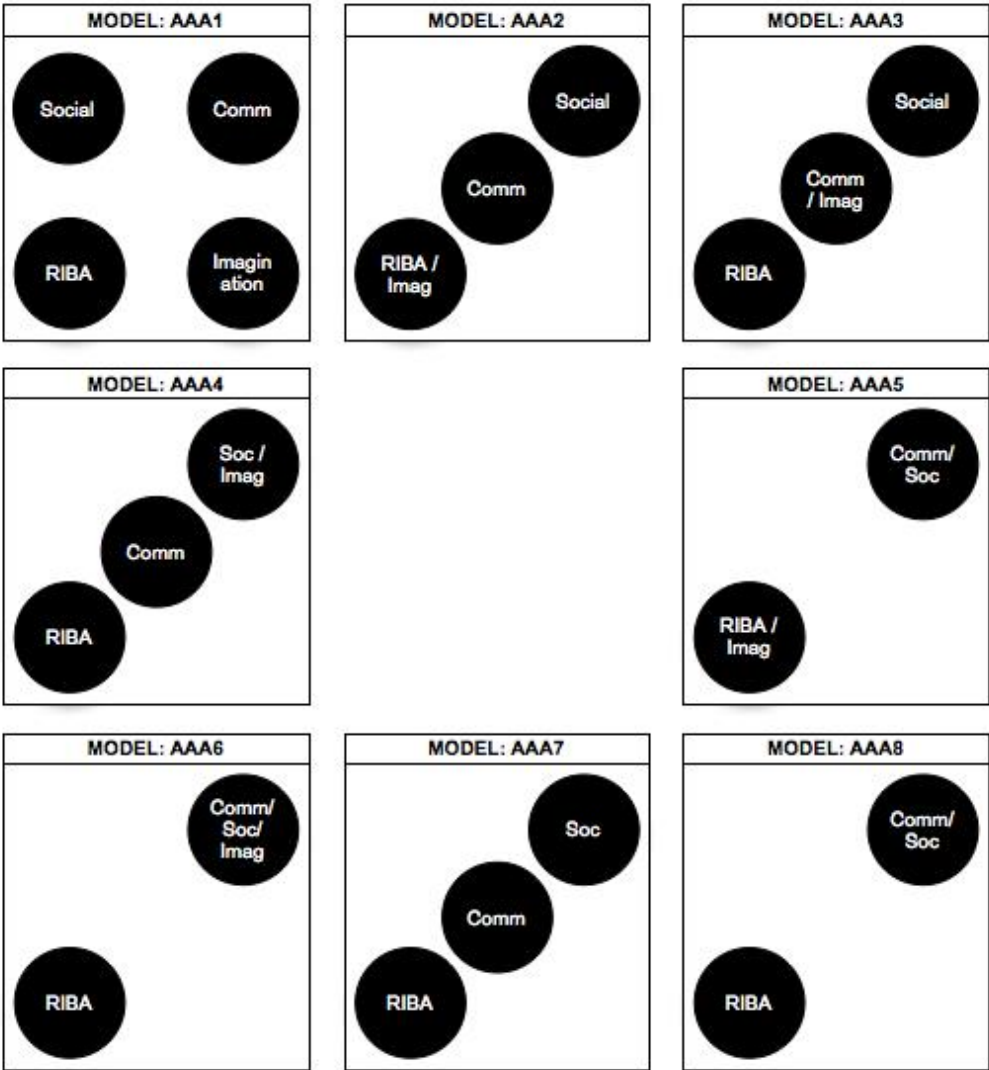 MODEL: AAA1
Social
Comm
RIBA
Imagin
ation
MODEL: AAA2
Social
Comm
RIBA /
Imag
MODEL: AAA3
Social
Comm
/ Imag
RIBA
MODEL: AAA4
Soc /
Imag
Comm
RIBA
MODEL: AAA5
Comm/
Soc
RIBA /
Imag
MODEL: AAA6
Comm/
Soc/
Imag
RIBA
MODEL: AAA7
Soc
Comm
RIBA
MODEL: AAA8
Comm/
Soc
RIBA